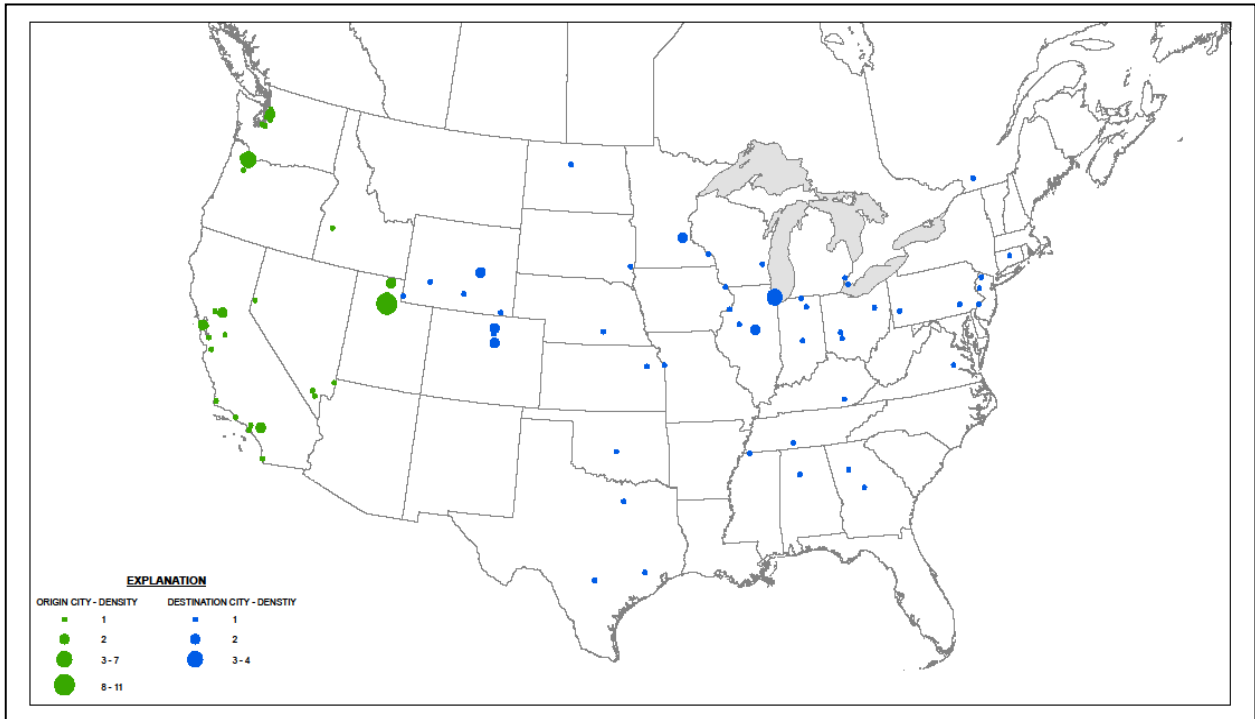 EXPLANATION
ORIGIN CITY - DENSITY DESTINATION CITY - DENSTIY
1 1
2 2
3 - 7 3 - 4
8 - 11